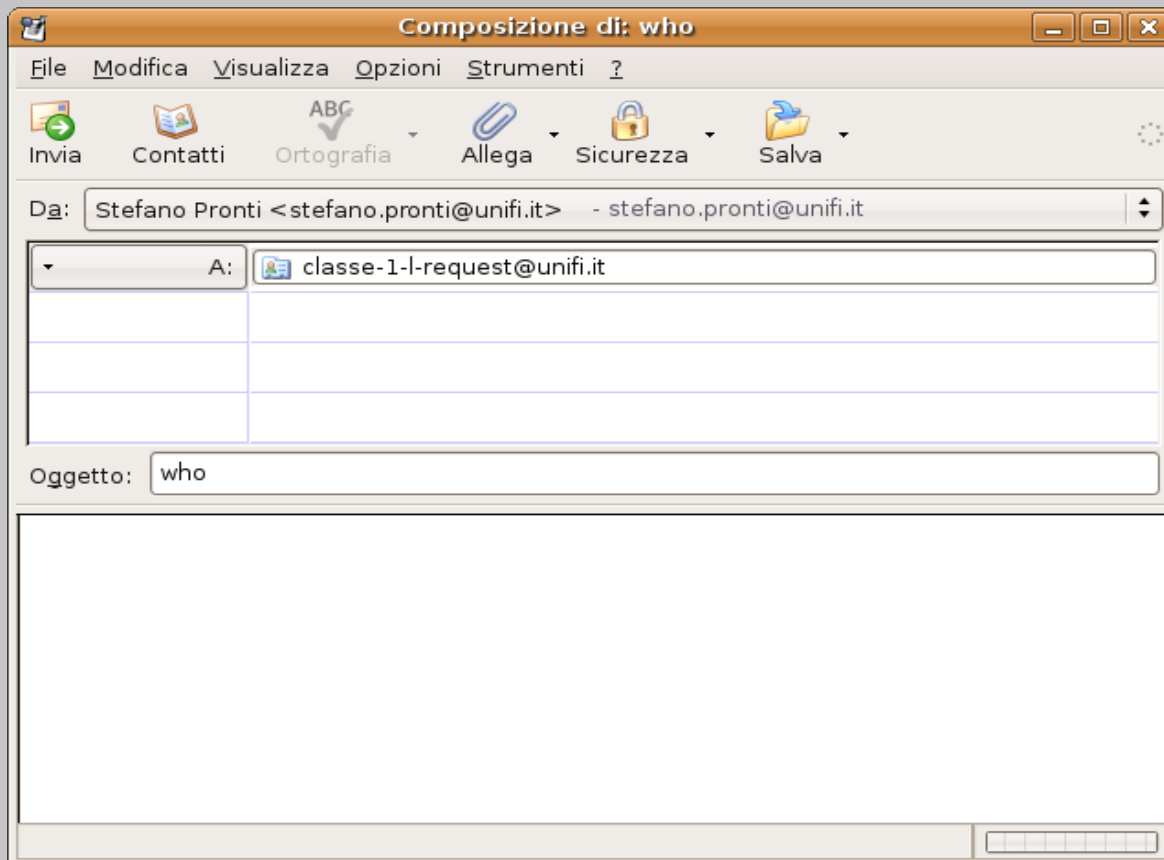 Composizione di: who
File Modifica Visualizza Opzioni Strumenti ?
ABC
Invia Contatti Ortografia Allega Sicurezza Salva
Da: Stefano Pronti <stefano.pronti@unifi.it> - stefano.pronti@unifi.it
A: classe-1-l-request@unifi.it
Oggetto: who